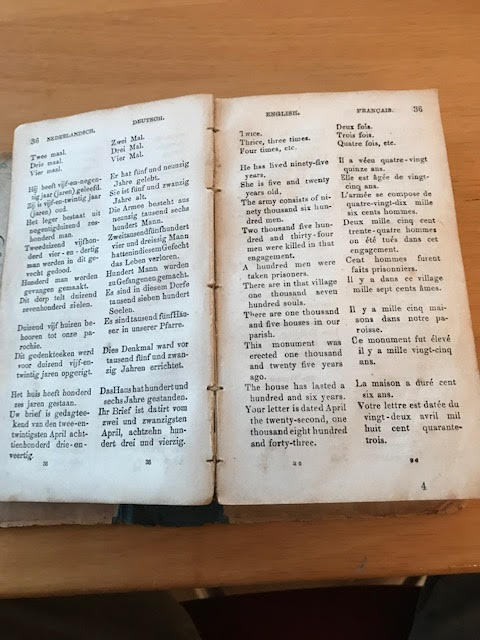 36 NEDERLANDSCH.
Twee maal.
Drie maal.
Vier maal.
Hij heeft vijf-en-negen-
tig jaar (jaren) geleefd.
Zij is vijf-en-twintig jaar
(jaren) oud.
Het leger bestaat uit
negentigduizend zes-
honderd man.
Tweeduizend vijfhon-
derd vier-en-dertig
man werden in dit ge-
vecht gedood.
Honderd man werden
gevangen gemaakt.
Dit dorp telt duizend
zevenhonderd zielen.
Duizend vijf huizen be-
hooren tot onze pa-
rochie.
Dit gedenkteeken werd
voor duizend vijf-en-
twintig jaren opgerigt.
Het huis heeft honderd
zes jaren gestaan.
Uw brief is gedagtee-
kend van den twee-en-
twintigsten April acht-
tienhonderd drie-en-
veertig.
DEUTSCH.
Zwei Mal.
Drei Mal.
Vier Mal.
Er hat fünf und neunzig
Jahre gelebt.
Sie ist fünf und zwanzig
Jahre alt.
Die Armee besteht aus
neunzig tausend sechs
hundert Mann.
Zweitausendfünfhundert
vier und dreissig Mann
hatten in diesem Gefecht
das Leben verloren.
Hundert Mann wurden
zu Gefangenen gemacht.
Es sind in diesem Dorfe
tausend sieben hundert
Seelen.
Es sind tausend fünf Häu-
ser in unserer Pfarre.
Dies Denkmal ward vor
tausend fünf und zwan-
zig Jahren errichtet.
Das Haus hat hundert und
sechs Jahre gestanden.
Ihr Brief ist datirt vom
zwei und zwanzigsten
April, achtzehn hun-
dert drei und vierzig.
36
ENGLISH.
Twice.
Thrice, three times.
Four times, etc.
He has lived ninety-five
years.
She is five and twenty
years old.
The army consists of ni-
nety thousand six hun-
dred men.
Two thousand five hun-
dred and thirty-four
men were killed in that
engagement.
A hundred men were
taken prisoners.
There are in that village
one thousand seven
hundred souls.
There are one thousand
and five houses in our
parish.
This monument was
erected one thousand
and twenty five years
ago.
The house has lasted a
hundred and six years.
Your letter is dated April
the twenty-second, one
thousand eight hundred
and forty-three.
FRANÇAIS. 36
Deux fois.
Trois fois.
Quatre fois, etc.
Il a vécu quatre-vingt
quinze ans.
Elle est âgée de vingt-
cinq ans.
L'armée se compose de
quatre-vingt-dix mille
six cents hommes.
Deux mille, cinq cent
trente-quatre hommes
on été tués dans cet
engagement.
Cent hommes furent
faits prisonniers.
Il y a dans ce village
mille sept cents âmes.
Il y a mille cinq mai-
sons dans notre pa-
roisse.
Ce monument fut élevé
il y a mille vingt-cinq
ans.
La maison a duré cent
six ans.
Votre lettre est datée du
vingt-deux avril mil
huit cent quarante-
trois.
4